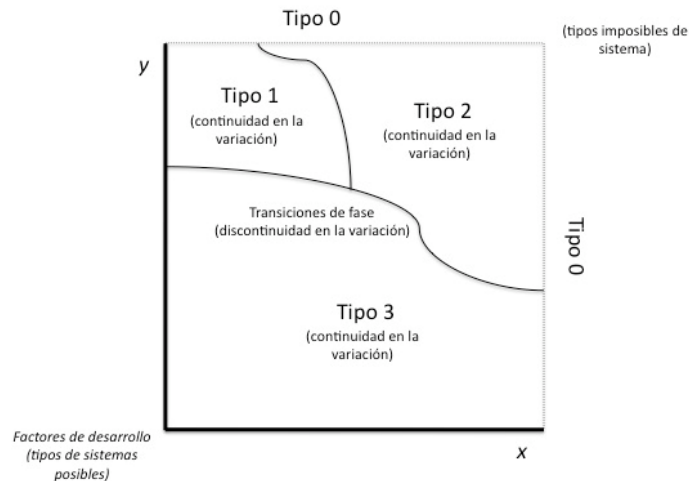 Tipo 0
(tipos imposibles de
sistema)
y
Tipo 1
(continuidad en la
variación)
Tipo 2
(continuidad en la
variación)
Transiciones de fase
(discontinuidad en la variación)
Tipo 0
Tipo 3
(continuidad en la
variación)
Factores de desarrollo
(tipos de sistemas
posibles)
x